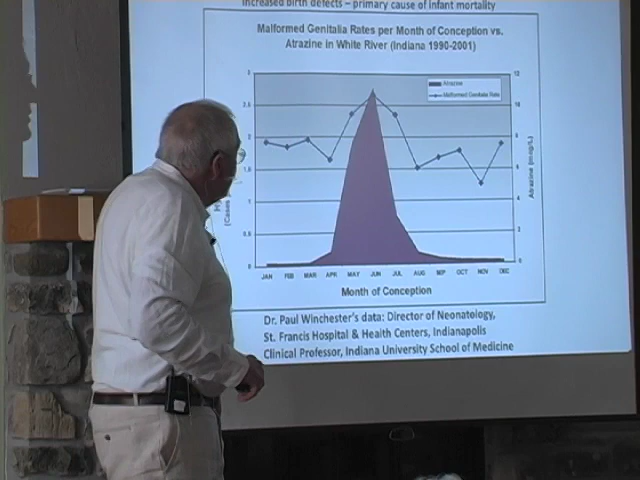 Increased birth defects – primary cause of infant mortality
Malformed Genitalia Rates per Month of Conception vs.
Atrazine in White River (Indiana 1990-2001)
Atrazine
Malformed Genitalia Rate
3
2.5
2
1.5
1
0.5
0
12
10
8
6
4
2
0
(Cases
Atrazine
JAN FEB MAR APR MAY JUN JUL AUG SEP OCT NOV DEC
Month of Conception
Dr. Paul Winchester's data: Director of Neonatology,
St. Francis Hospital & Health Centers, Indianapolis
Clinical Professor, Indiana University School of Medicine